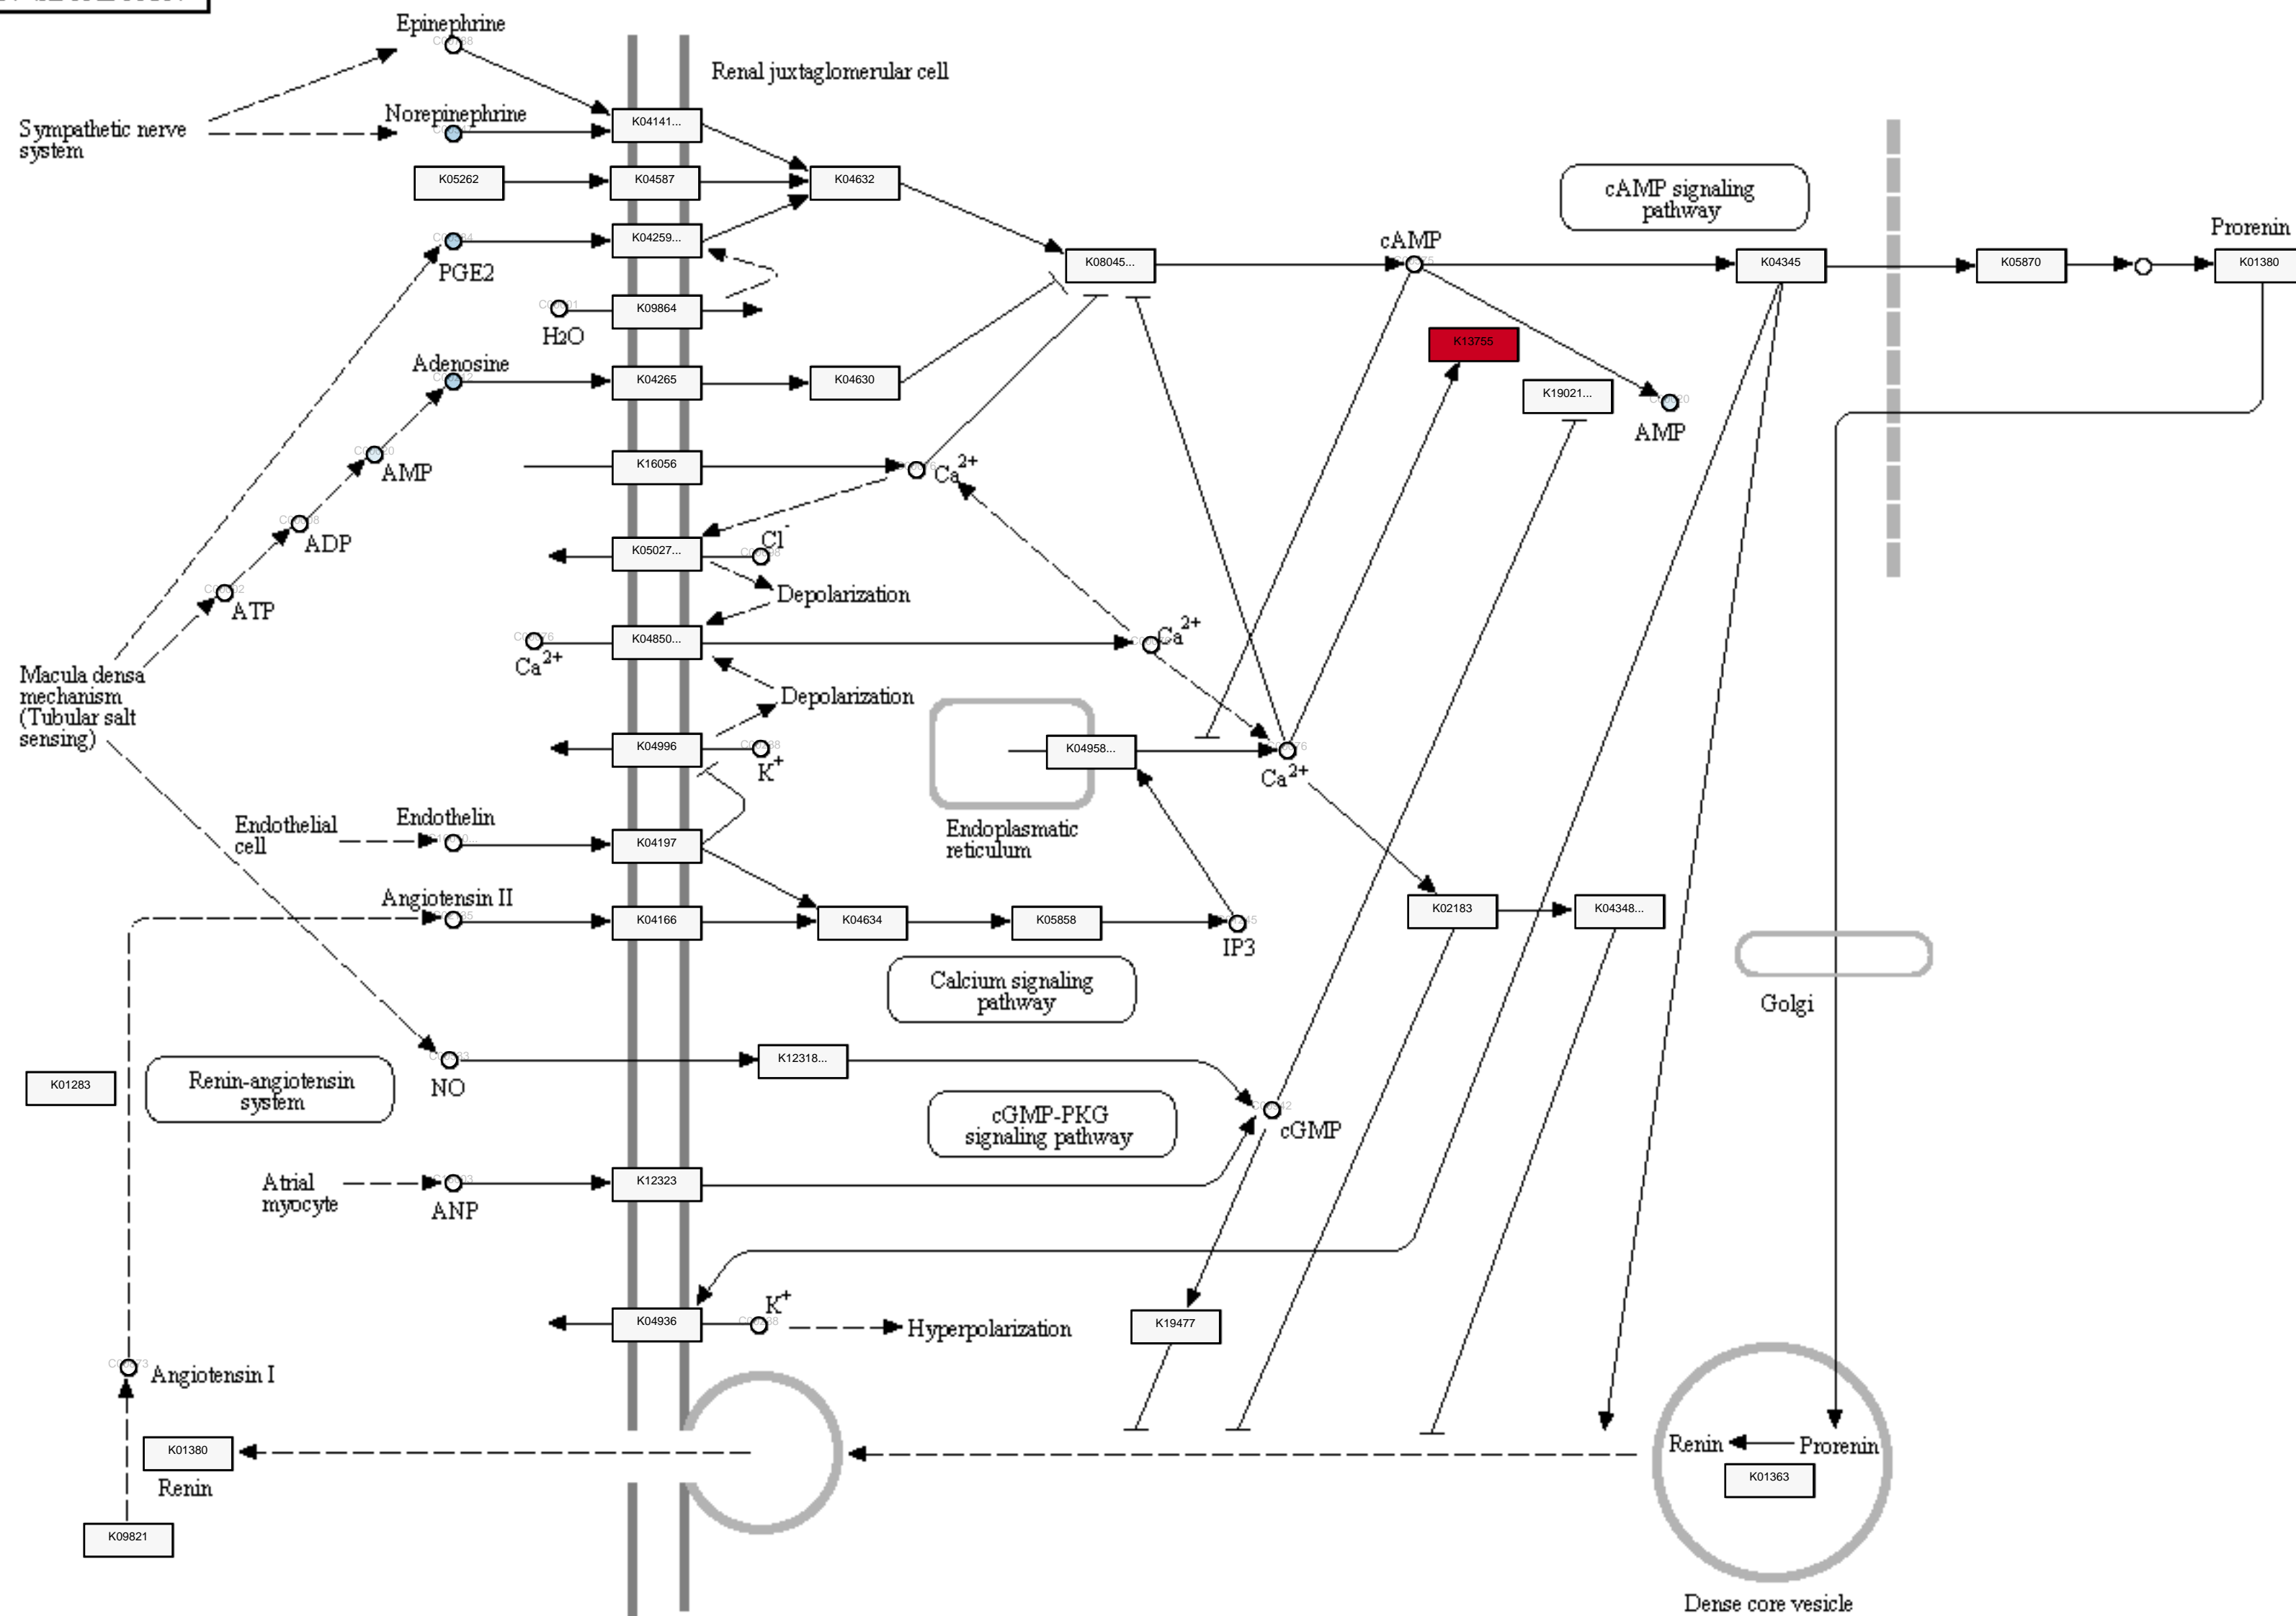 Epinephrine
Renal juxtaglomerular cell
Norepinephrine
Sympathetic nerve
system
K04141...
K05262
K04587
K04632
cAMP signaling
pathway
K04259...
PGE2
K08045...
cAMP
K04345
K05870
Prorenin
K01380
H2O
K09864
K13755
Adenosine
K04265
K04630
K19021...
AMP
AMP
K16056
Ca2+
ADP
K05027...
Cl-
Depolarization
ATP
Ca2+
K04850...
Ca2+
Macula densa
mechanism
(Tubular salt
sensing)
Depolarization
K04996
K+
K04958...
Ca2+
Endoplasmatic
reticulum
Endothelial
cell
Endothelin
K04197
Angiotensin II
K04166
K04634
K05858
IP3
K02183
K04348...
Calcium signaling
pathway
Golgi
NO
K12318...
K01283
Renin-angiotensin
system
cGMP-PKG
signaling pathway
cGMP
Atrial
myocyte
ANP
K12323
K04936
K+
Hyperpolarization
K19477
Angiotensin I
K01380
Renin
Renin
Prorenin
K01363
K09821
Dense core vesicle